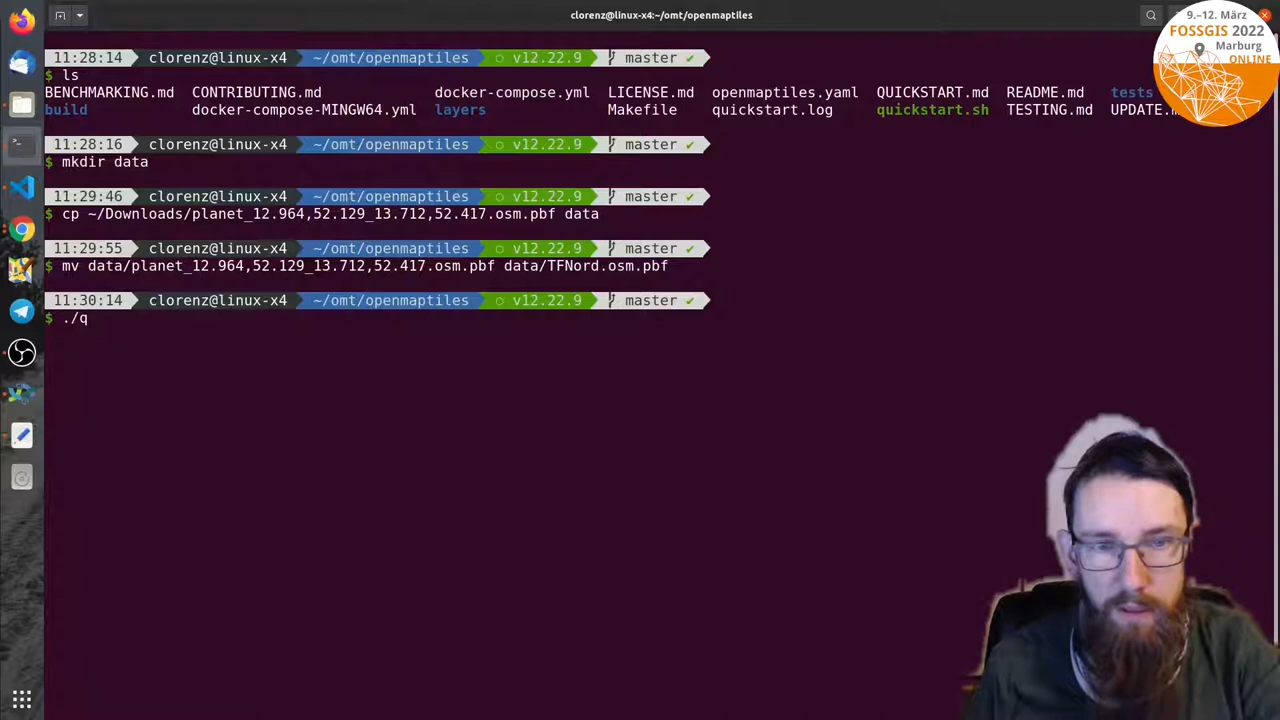 clorenz@linux-x4:~/omt/openmaptiles
9.–12. März
FOSSGIS 2022
Marburg
ONLINE
11:28:14 clorenz@linux-x4 ~/omt/openmaptiles v12.22.9 master ✔
$ ls
BENCHMARKING.md CONTRIBUTING.md docker-compose.yml LICENSE.md openmaptiles.yaml QUICKSTART.md README.md tests
build docker-compose-MINGW64.yml layers Makefile quickstart.log quickstart.sh TESTING.md UPDATE.m
11:28:16 clorenz@linux-x4 ~/omt/openmaptiles v12.22.9 master ✔
$ mkdir data
11:29:46 clorenz@linux-x4 ~/omt/openmaptiles v12.22.9 master ✔
$ cp ~/Downloads/planet_12.964,52.129_13.712,52.417.osm.pbf data
11:29:55 clorenz@linux-x4 ~/omt/openmaptiles v12.22.9 master ✔
$ mv data/planet_12.964,52.129_13.712,52.417.osm.pbf data/TFNord.osm.pbf
11:30:14 clorenz@linux-x4 ~/omt/openmaptiles v12.22.9 master ✔
$ ./q